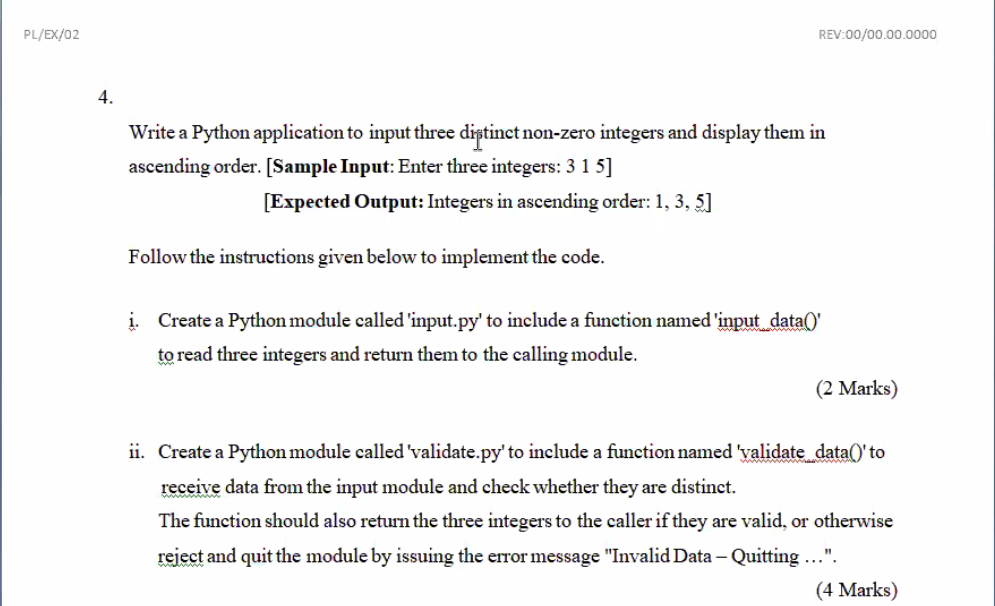 PL/EX/02
REV:00/00.00.0000
4.
Write a Python application to input three distinct non-zero integers and display them in
ascending order. [Sample Input: Enter three integers: 3 1 5]
[Expected Output: Integers in ascending order: 1, 3, 5]
Follow the instructions given below to implement the code.
i. Create a Python module called 'input.py' to include a function named 'input_data()'
to read three integers and return them to the calling module.
(2 Marks)
ii. Create a Python module called 'validate.py' to include a function named 'validate_data()' to
receive data from the input module and check whether they are distinct.
The function should also return the three integers to the caller if they are valid, or otherwise
reject and quit the module by issuing the error message "Invalid Data – Quitting …".
(4 Marks)